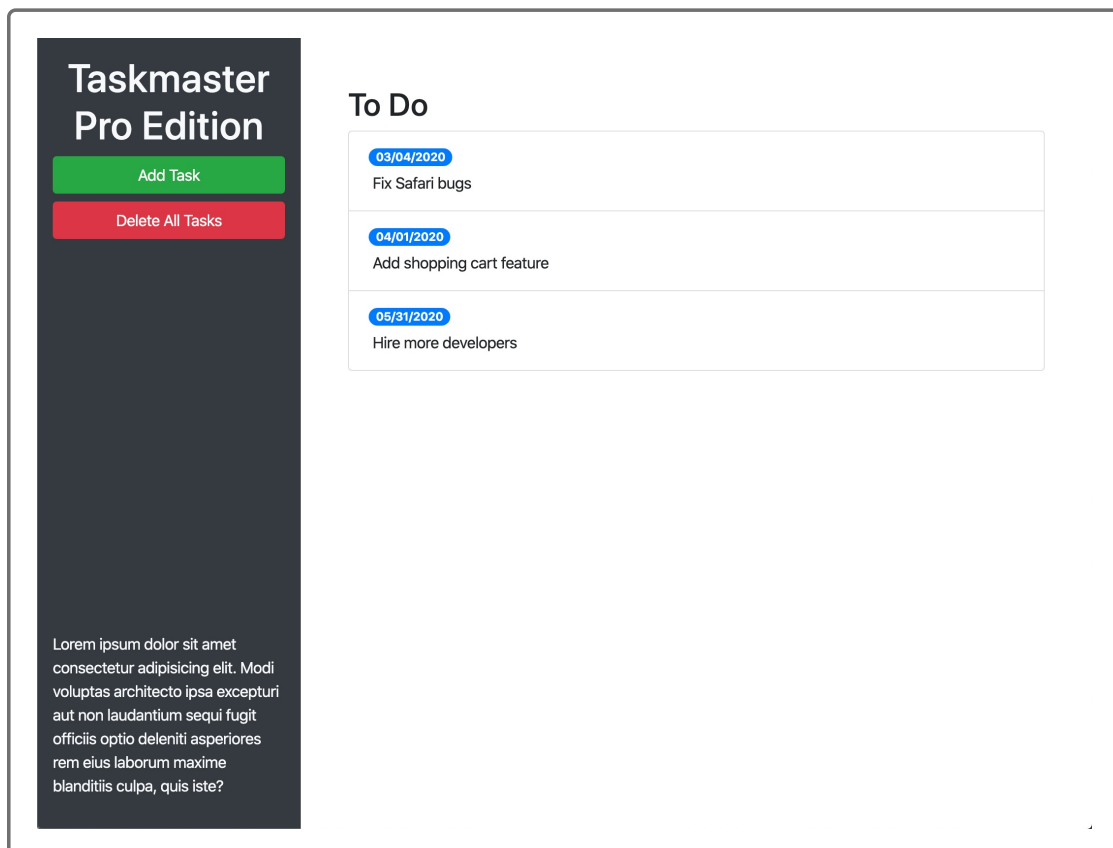 Taskmaster
Pro Edition
Add Task
Delete All Tasks
Lorem ipsum dolor sit amet
consectetur adipisicing elit. Modi
voluptas architecto ipsa excepturi
aut non laudantium sequi fugit
officiis optio deleniti asperiores
rem eius laborum maxime
blanditiis culpa, quis iste?
To Do
03/04/2020
Fix Safari bugs
04/01/2020
Add shopping cart feature
05/31/2020
Hire more developers